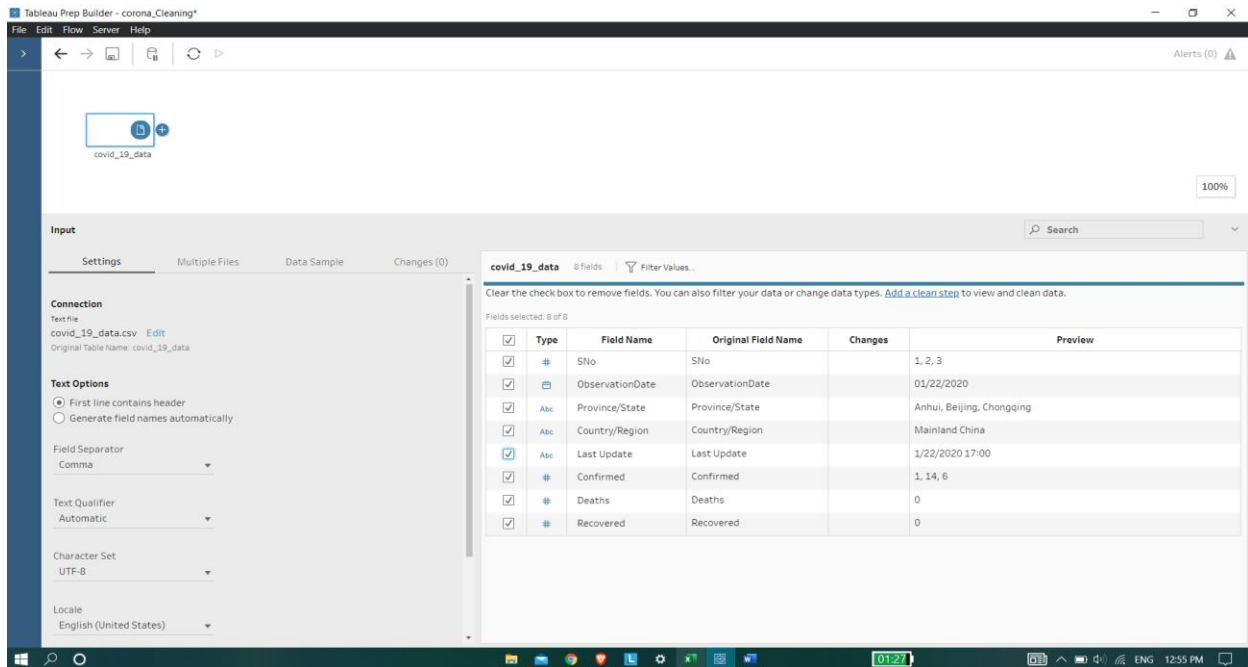 Tableau Prep Builder - corona_Cleaning*
File Edit Flow Server Help
Alerts (0)
covid_19_data
100%
Input
Search
Settings Multiple Files Data Sample Changes (0)
covid_19_data 8 fields Filter Values...
Clear the check box to remove fields. You can also filter your data or change data types. Add a clean step to view and clean data.
Fields selected: 8 of 8
Connection
Text file
covid_19_data.csv Edit
Original Table Name: covid_19_data
Text Options
First line contains header
Generate field names automatically
Field Separator
Comma
Text Qualifier
Automatic
Character Set
UTF-8
Locale
English (United States)
Type Field Name Original Field Name Changes Preview
# SNo SNo 1, 2, 3
ObservationDate ObservationDate 01/22/2020
Abc Province/State Province/State Anhui, Beijing, Chongqing
Abc Country/Region Country/Region Mainland China
Abc Last Update Last Update 1/22/2020 17:00
# Confirmed Confirmed 1, 14, 6
# Deaths Deaths 0
# Recovered Recovered 0
01:27 ENG 12:55 PM